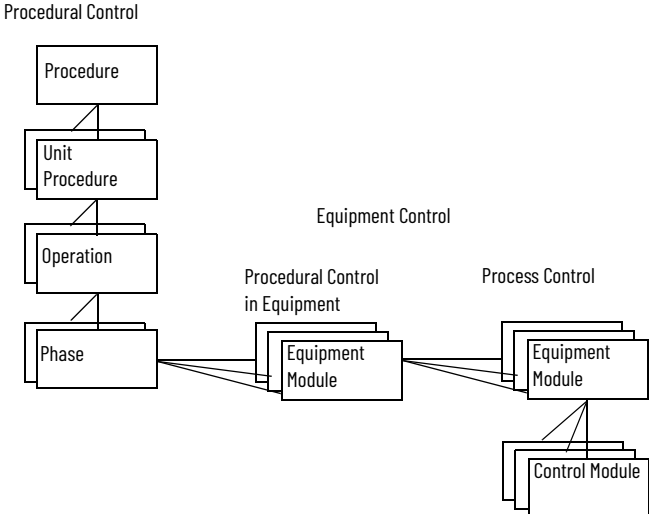 Procedural Control
Procedure
Unit
Procedure
Operation
Phase
Equipment Control
Procedural Control
in Equipment
Equipment
Module
Process Control
Equipment
Module
Control Module